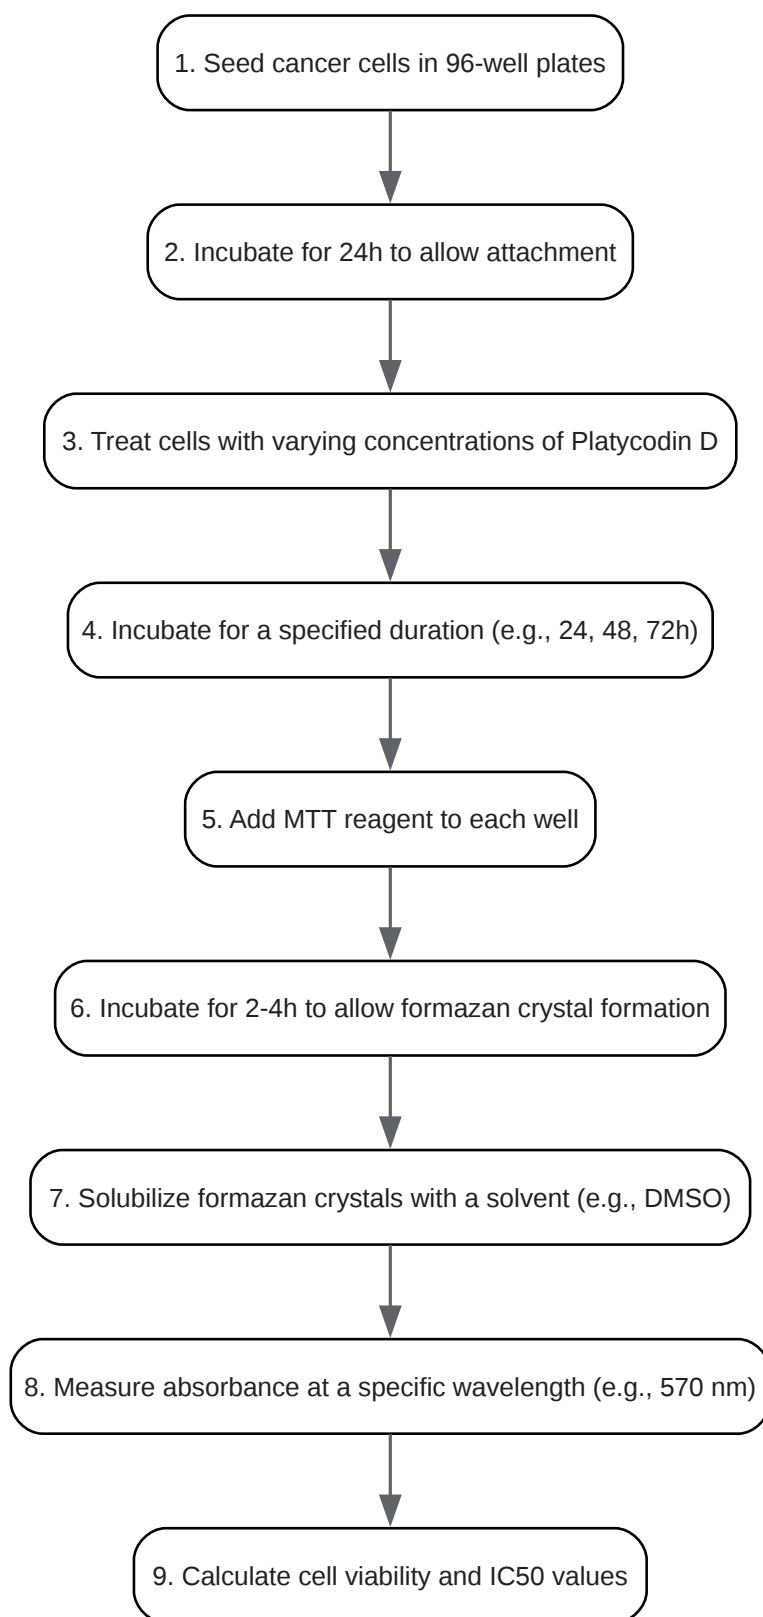 1. Seed cancer cells in 96-well plates
2. Incubate for 24h to allow attachment
3. Treat cells with varying concentrations of Platycodin D
4. Incubate for a specified duration (e.g., 24, 48, 72h)
5. Add MTT reagent to each well
6. Incubate for 2-4h to allow formazan crystal formation
7. Solubilize formazan crystals with a solvent (e.g., DMSO)
8. Measure absorbance at a specific wavelength (e.g., 570 nm)
9. Calculate cell viability and IC50 values